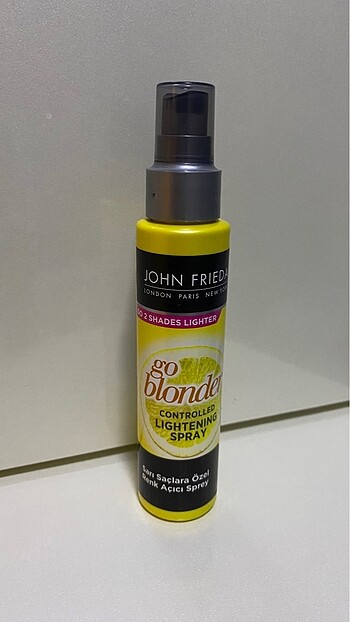 JOHN FRIEDA
LONDON PARIS NEW YORK
GO 2 SHADES LIGHTER
go
blonder
CONTROLLED
LIGHTENING
SPRAY
Sarı Saçlara Özel
Renk Açıcı Sprey